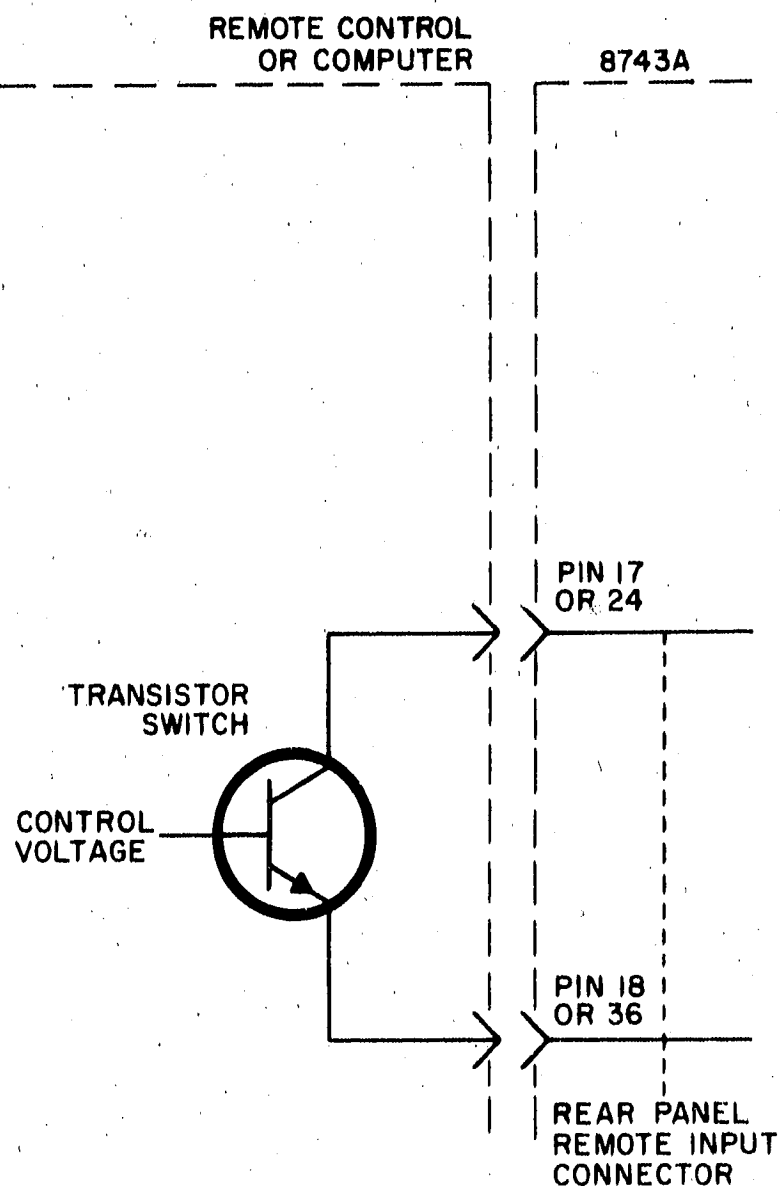 REMOTE CONTROL
OR COMPUTER
8743A
PIN 17
OR 24
TRANSISTOR
SWITCH
CONTROL
VOLTAGE
PIN 18
OR 36
REAR PANEL
REMOTE INPUT
CONNECTOR